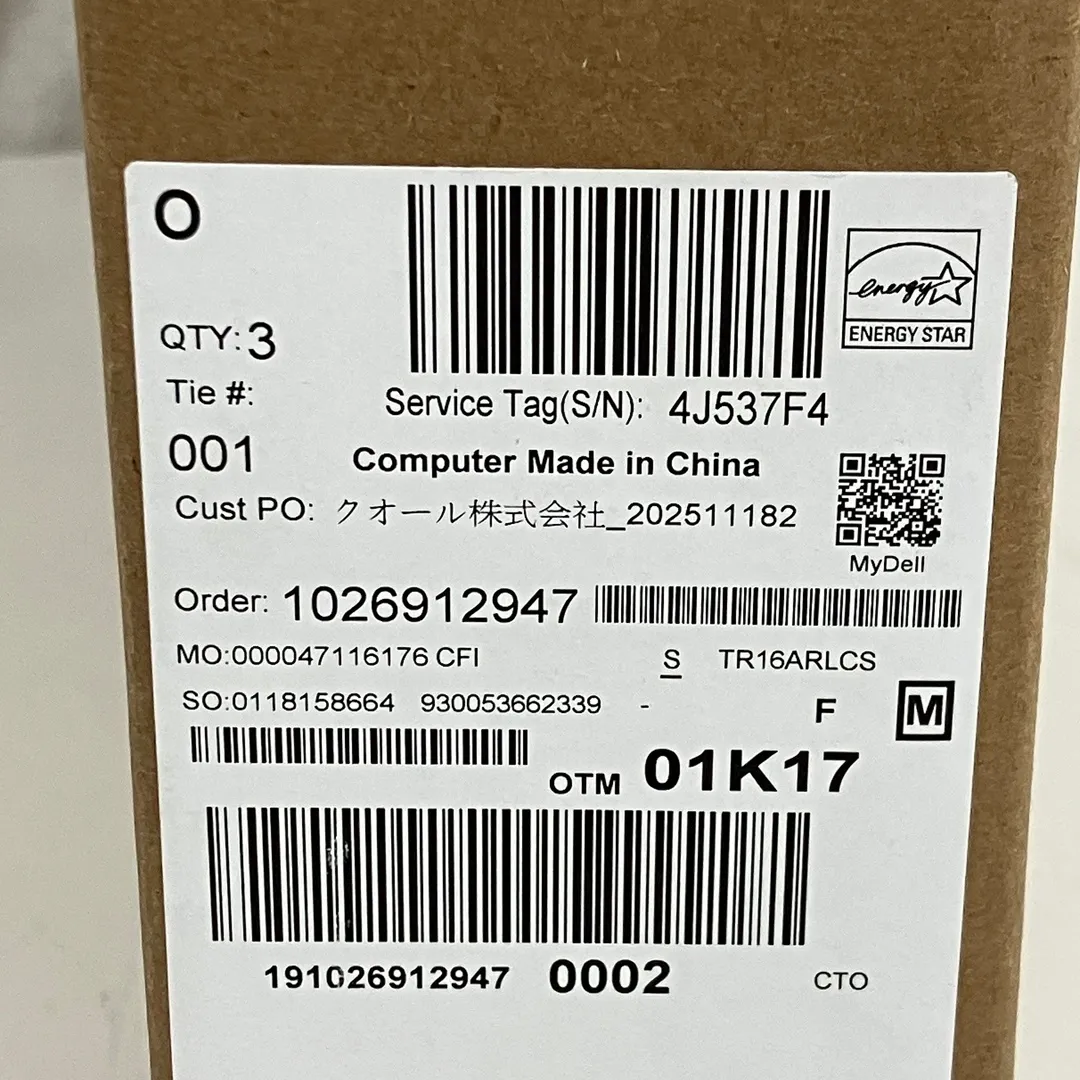 O
energy
ENERGY STAR
QTY: 3
Tie #:
Service Tag(S/N): 4J537F4
001
Computer Made in China
Cust PO: クオール株式会社_202511182
MyDell
Order: 1026912947
MO:000047116176 CFI S TR16ARLCS
SO:0118158664 930053662339 - F M
OTM 01K17
191026912947 0002 CTO